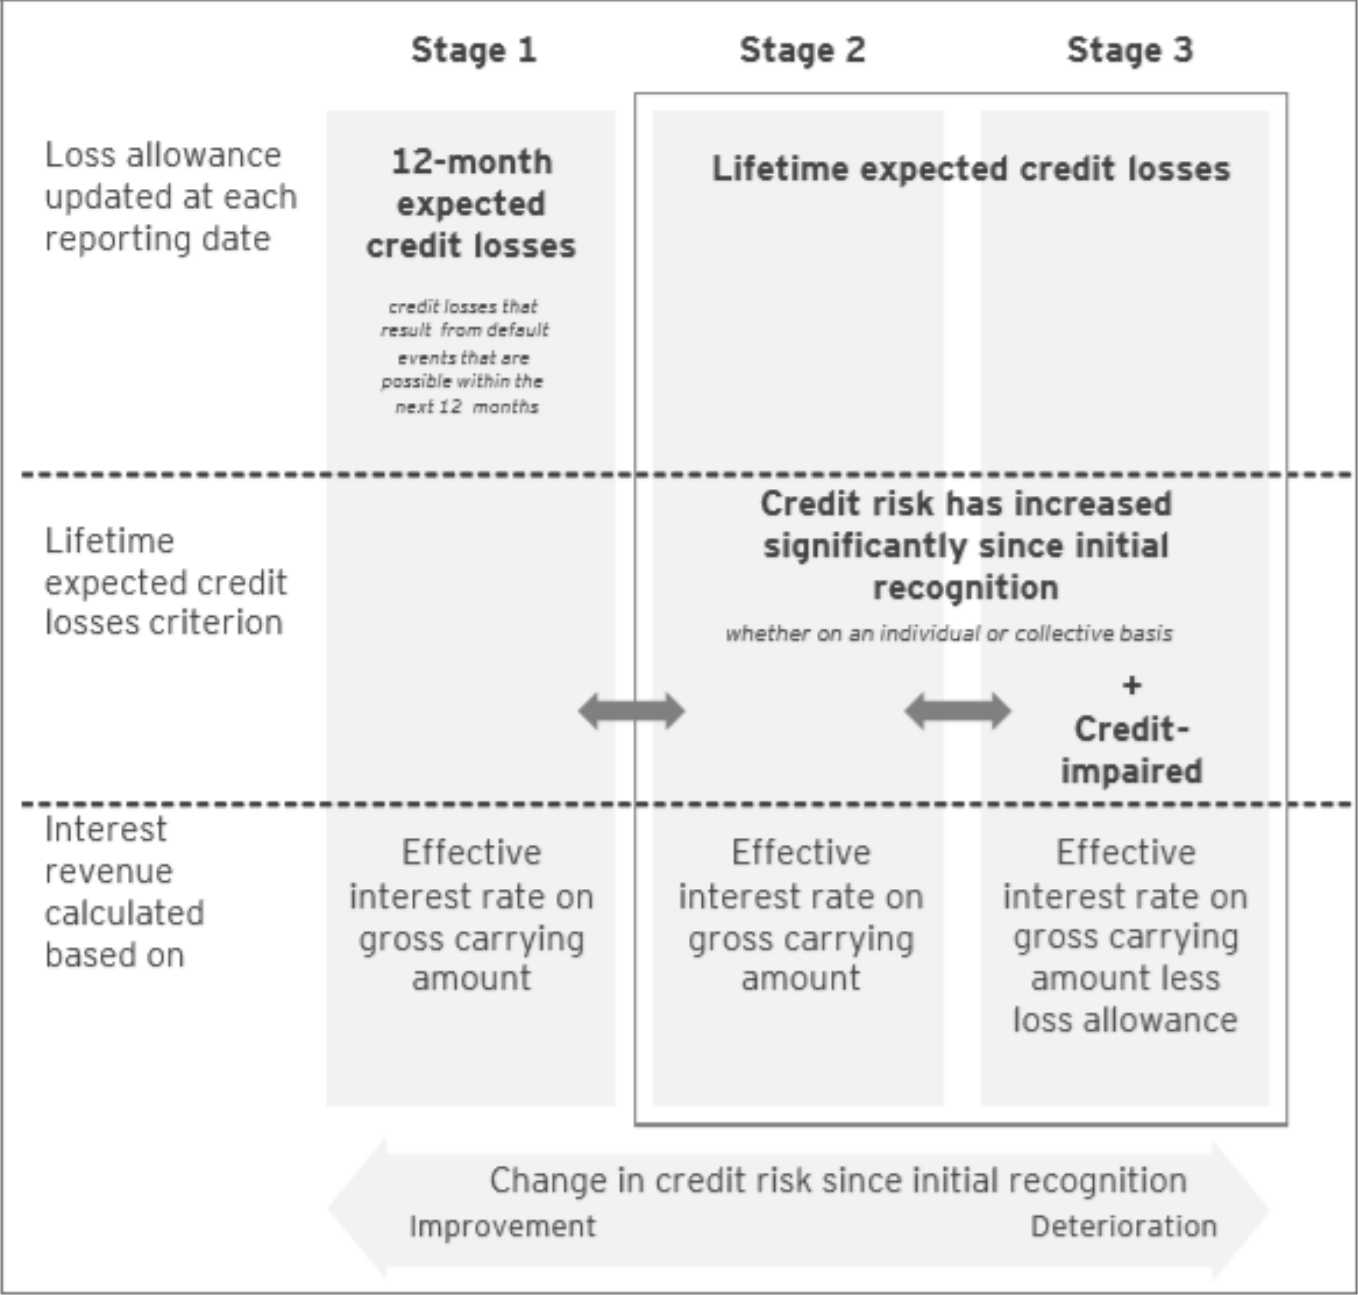 Stage 1
Stage 2
Stage 3
Loss allowance
updated at each
reporting date
12-month
expected
credit losses
credit losses that
result from default
events that are
possible within the
next 12 months
Lifetime expected credit losses
Lifetime
expected credit
losses criterion
Credit risk has increased
significantly since initial
recognition
whether on an individual or collective basis
+
Credit-
impaired
Interest
revenue
calculated
based on
Effective
interest rate on
gross carrying
amount
Effective
interest rate on
gross carrying
amount
Effective
interest rate on
gross carrying
amount less
loss allowance
Change in credit risk since initial recognition
Improvement
Deterioration